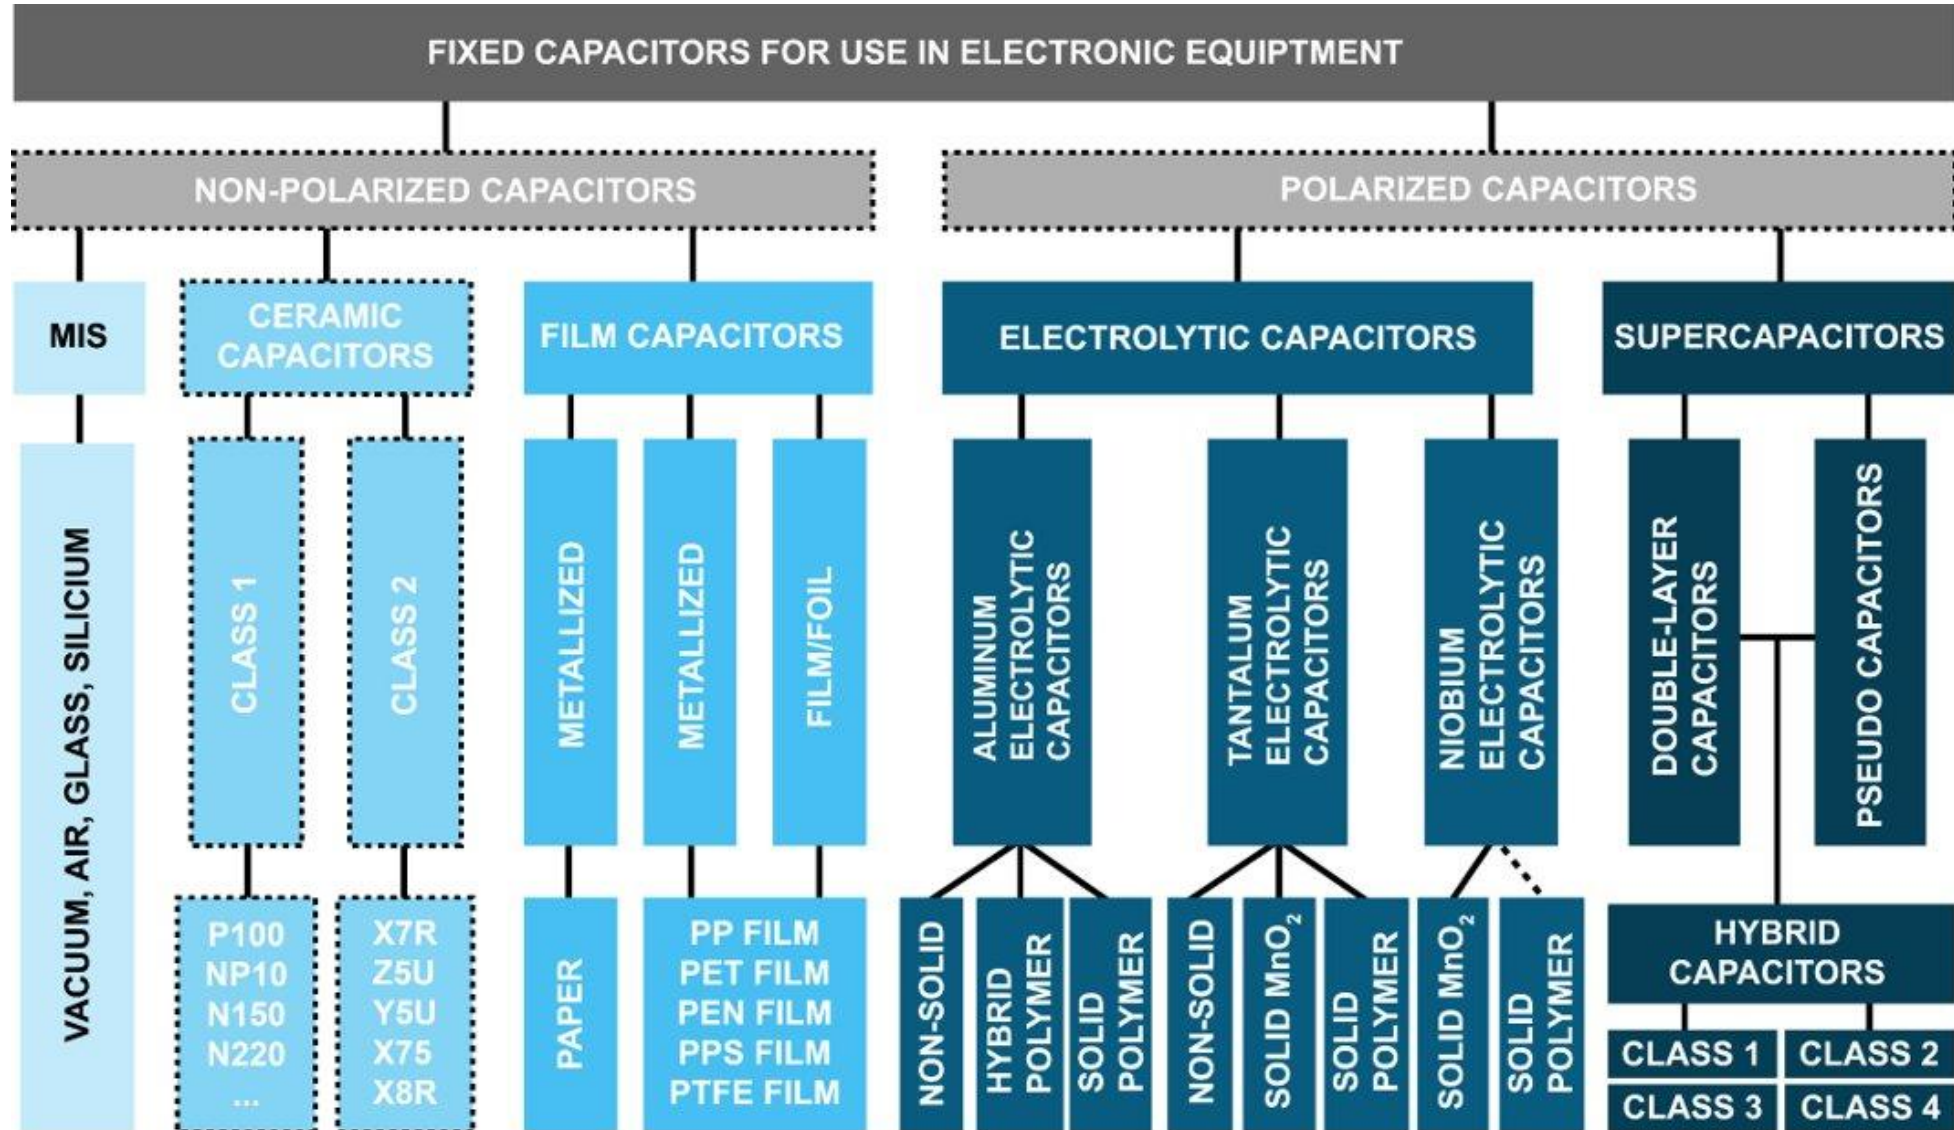 FIXED CAPACITORS FOR USE IN ELECTRONIC EQUIPTMENT
NON-POLARIZED CAPACITORS
POLARIZED CAPACITORS
MIS
CERAMIC
CAPACITORS
FILM CAPACITORS
ELECTROLYTIC CAPACITORS
SUPERCAPACITORS
VACUUM, AIR, GLASS, SILICIUM
CLASS 1
CLASS 2
METALLIZED
METALLIZED
FILM/FOIL
ALUMINIUM
ELECTROLYTIC
CAPACITORS
TANTALUM
ELECTROLYTIC
CAPACITORS
NIOBIUM
ELECTROLYTIC
CAPACITORS
DOUBLE-LAYER
CAPACITORS
PSEUDO CAPACITORS
P100
NP10
N150
N220
...
X7R
Z5U
Y5U
X75
X8R
PAPER
PP FILM
PET FILM
PEN FILM
PPS FILM
PTFE FILM
NON-SOLID
HYBRID
POLYMER
SOLID
POLYMER
NON-SOLID
SOLID MnO₂
SOLID
POLYMER
SOLID MnO₂
SOLID
POLYMER
HYBRID
CAPACITORS
CLASS 1
CLASS 2
CLASS 3
CLASS 4